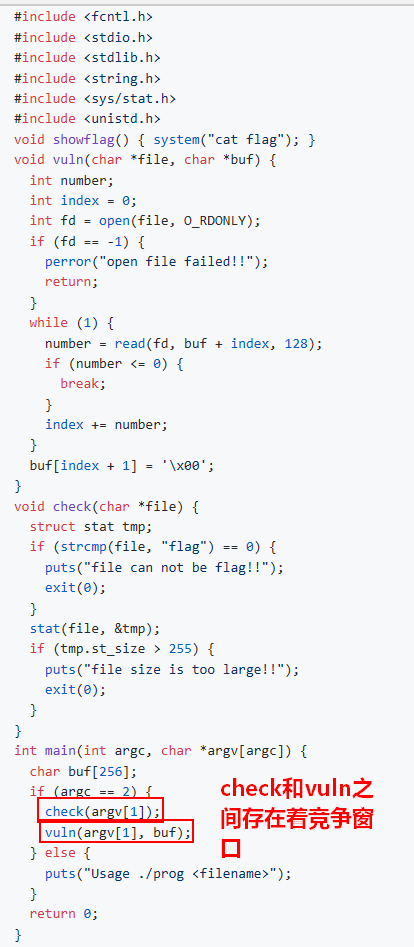 #include <fcntl.h>
#include <stdio.h>
#include <stdlib.h>
#include <string.h>
#include <sys/stat.h>
#include <unistd.h>
void showflag() { system("cat flag"); }
void vuln(char *file, char *buf) {
  int number;
  int index = 0;
  int fd = open(file, O_RDONLY);
  if (fd == -1) {
    perror("open file failed!!");
    return;
  }
  while (1) {
    number = read(fd, buf + index, 128);
    if (number <= 0) {
      break;
    }
    index += number;
  }
  buf[index + 1] = '\x00';
}
void check(char *file) {
  struct stat tmp;
  if (strcmp(file, "flag") == 0) {
    puts("file can not be flag!!");
    exit(0);
  }
  stat(file, &tmp);
  if (tmp.st_size > 255) {
    puts("file size is too large!!");
    exit(0);
  }
}
int main(int argc, char *argv[argc]) {
  char buf[256];
  if (argc == 2) {
    check(argv[1]);
    vuln(argv[1], buf);
  } else {
    puts("Usage ./prog <filename>");
  }
  return 0;
}
check和vuln之
间存在着竞争窗
口